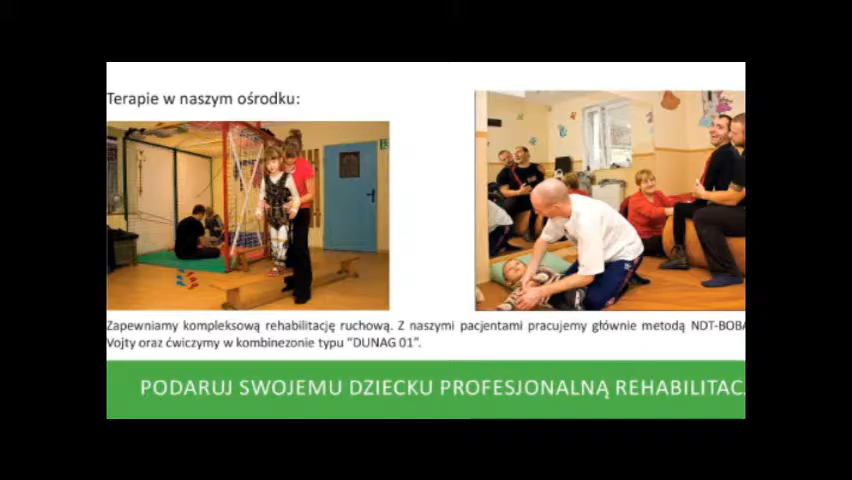 Terapie w naszym ośrodku:
Zapewniamy kompleksową rehabilitację ruchową. Z naszymi pacjentami pracujemy głównie metodą NDT-BOBA
Vojty oraz ćwiczymy w kombinezonie typu "DUNAG 01".
PODARUJ SWOJEMU DZIECKU PROFESJONALNĄ REHABILITAC